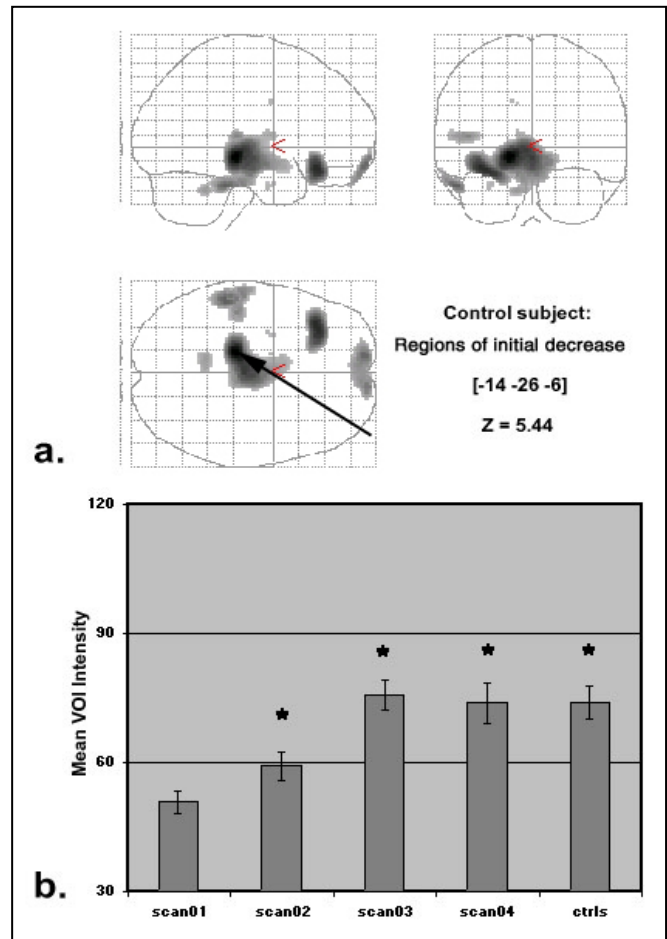 Control subject:
Regions of initial decrease
[-14 -26 -6]
Z = 5.44
a.
120
90
60
30
Mean VOI Intensity
*
*
*
*
b.
scan01 scan02 scan03 scan04 ctrls